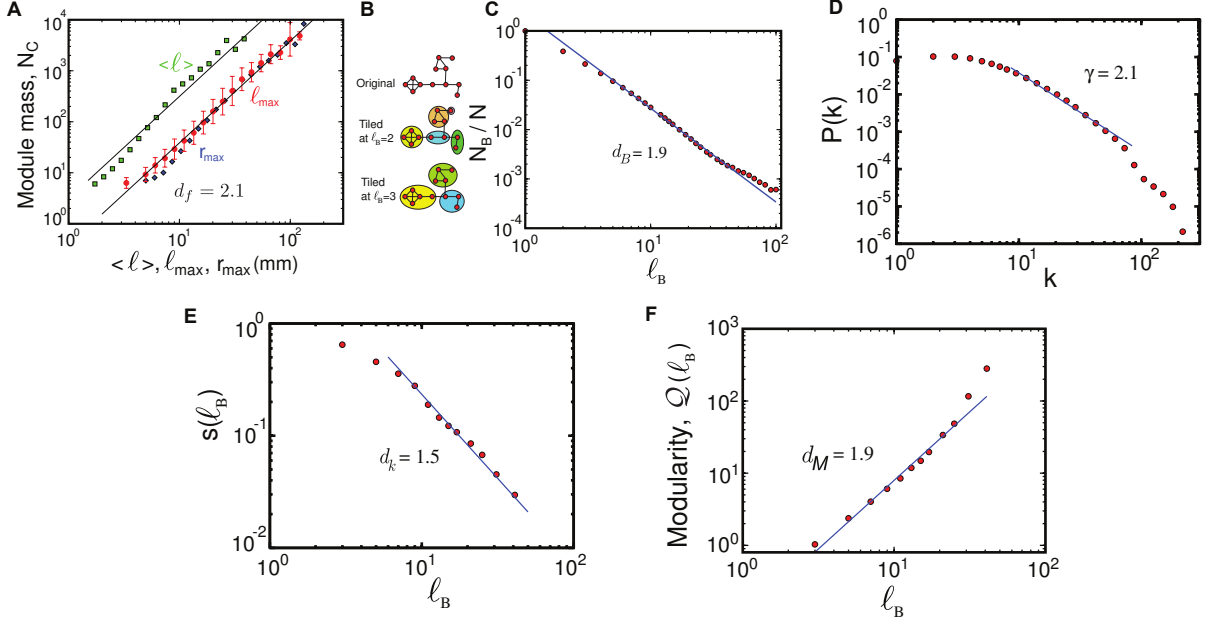 A
Module mass, N_C
10^4
10^3
10^2
10^1
10^0
<ℓ>
ℓ_max
r_max
d_f = 2.1
10^0 10^1 10^2
<ℓ>, ℓ_max, r_max (mm)
B
Original
Tiled
at ℓ_B=2
Tiled
at ℓ_B=3
C
N_B / N
10^0
10^-1
10^-2
10^-3
10^-4
d_B = 1.9
10^0 10^1 10^2
ℓ_B
D
P(k)
10^0
10^-1
10^-2
10^-3
10^-4
10^-5
10^-6
γ = 2.1
10^0 10^1 10^2
k
E
s(ℓ_B)
10^0
10^-1
10^-2
d_k = 1.5
10^0 10^1 10^2
ℓ_B
F
Modularity, Q(ℓ_B)
10^3
10^2
10^1
10^0
d_M = 1.9
10^0 10^1 10^2
ℓ_B